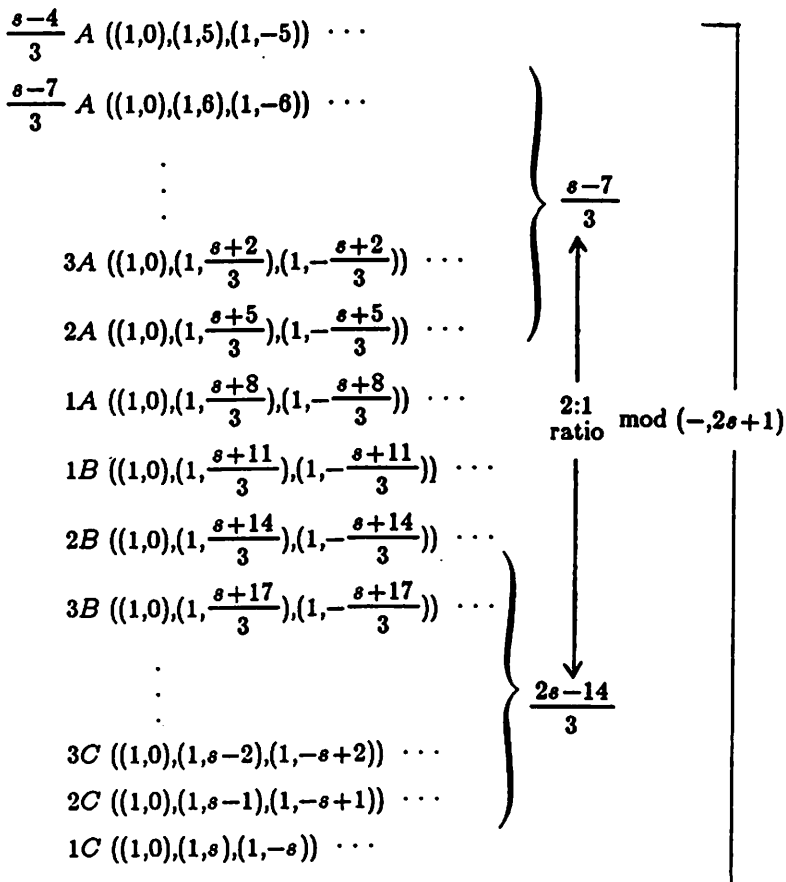 (s-4)/3 A ((1,0),(1,5),(1,-5)) ···
(s-7)/3 A ((1,0),(1,6),(1,-6)) ···
.
.
.
(s-7)/3
3A ((1,0),(1,(s+2)/3),(1,-(s+2)/3)) ···
2A ((1,0),(1,(s+5)/3),(1,-(s+5)/3)) ···
1A ((1,0),(1,(s+8)/3),(1,-(s+8)/3)) ···
2:1
ratio
mod (-,2s+1)
1B ((1,0),(1,(s+11)/3),(1,-(s+11)/3)) ···
2B ((1,0),(1,(s+14)/3),(1,-(s+14)/3)) ···
3B ((1,0),(1,(s+17)/3),(1,-(s+17)/3)) ···
.
.
.
(2s-14)/3
3C ((1,0),(1,s-2),(1,-s+2)) ···
2C ((1,0),(1,s-1),(1,-s+1)) ···
1C ((1,0),(1,s),(1,-s)) ···